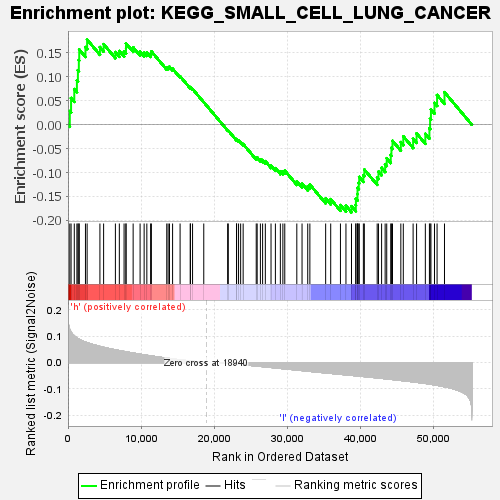 Enrichment plot: KEGG_SMALL_CELL_LUNG_CANCER
Enrichment score (ES)
0.15
0.10
0.05
0.00
-0.05
-0.10
-0.15
-0.20
'h' (positively correlated)
Ranked list metric (Signal2Noise)
0.2
0.1
0.0
-0.1
-0.2
Zero cross at 18940
'l' (negatively correlated)
0
10,000
20,000
30,000
40,000
50,000
Rank in Ordered Dataset
Enrichment profile
Hits
Ranking metric scores